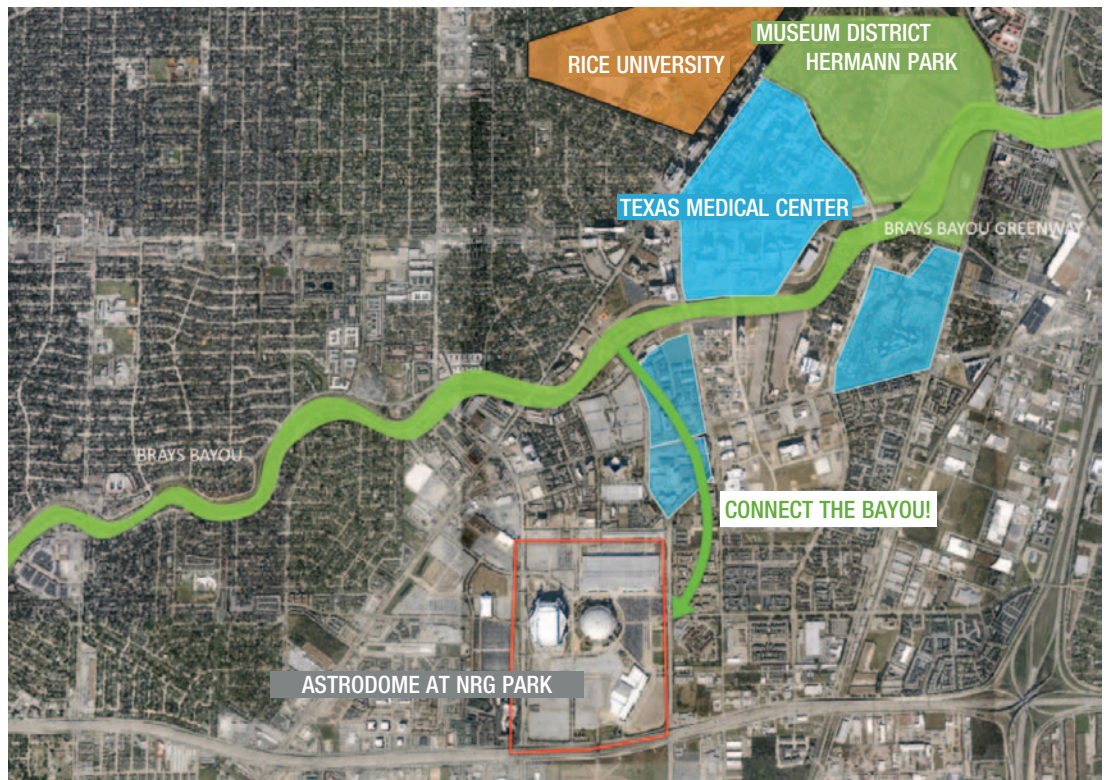 MUSEUM DISTRICT
HERMANN PARK
RICE UNIVERSITY
TEXAS MEDICAL CENTER
BRAYS BAYOU GREENWAY
BRAYS BAYOU
CONNECT THE BAYOU!
ASTRODOME AT NRG PARK